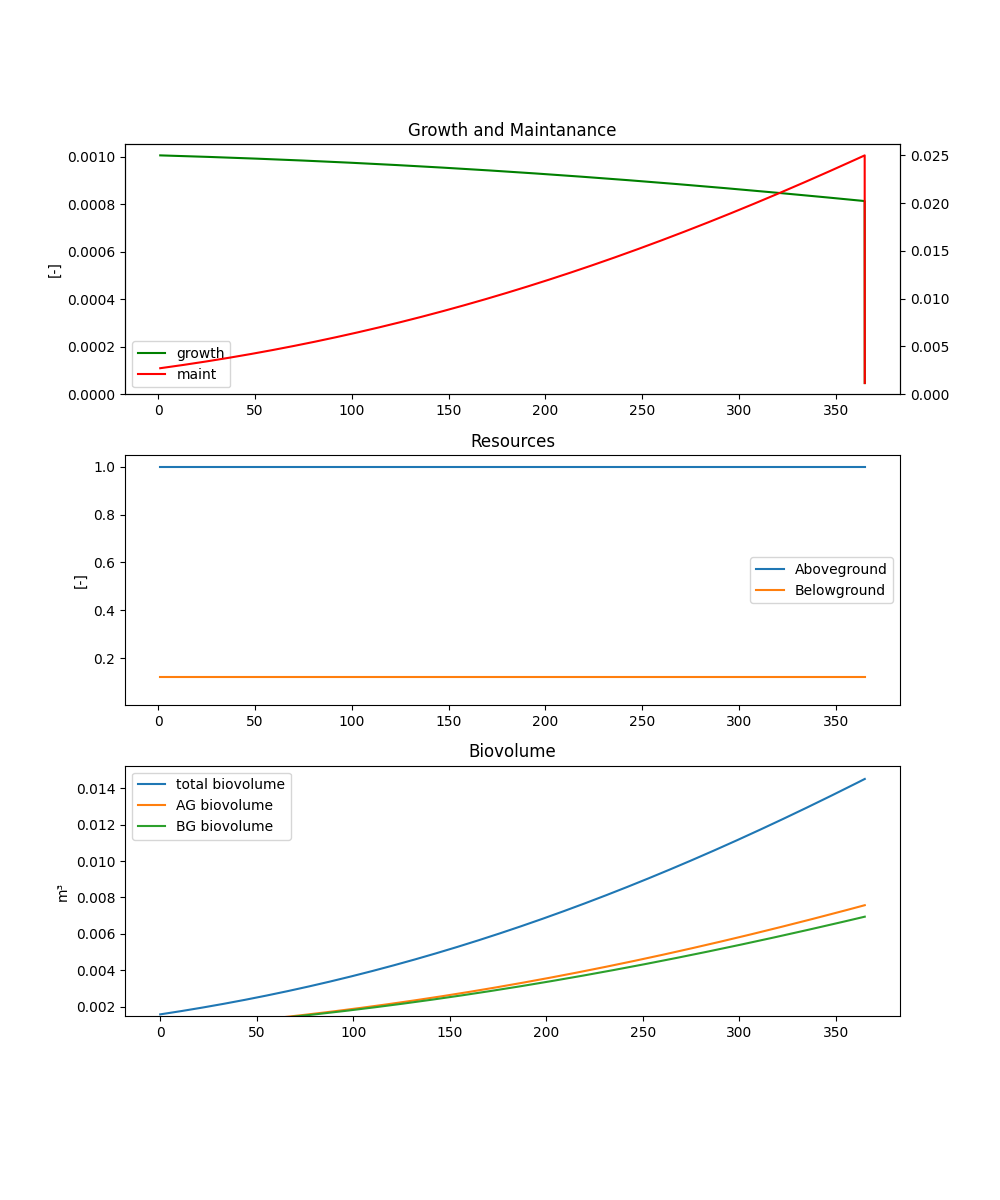 Growth and Maintanance
0.0010
0.0008
0.0006
0.0004
0.0002
0.0000
[-]
growth
maint
0.025
0.020
0.015
0.010
0.005
0.000
0 50 100 150 200 250 300 350
Resources
1.0
0.8
0.6
0.4
0.2
[-]
Aboveground
Belowground
0 50 100 150 200 250 300 350
Biovolume
total biovolume
AG biovolume
BG biovolume
0.014
0.012
0.010
0.008
0.006
0.004
0.002
m³
0 50 100 150 200 250 300 350